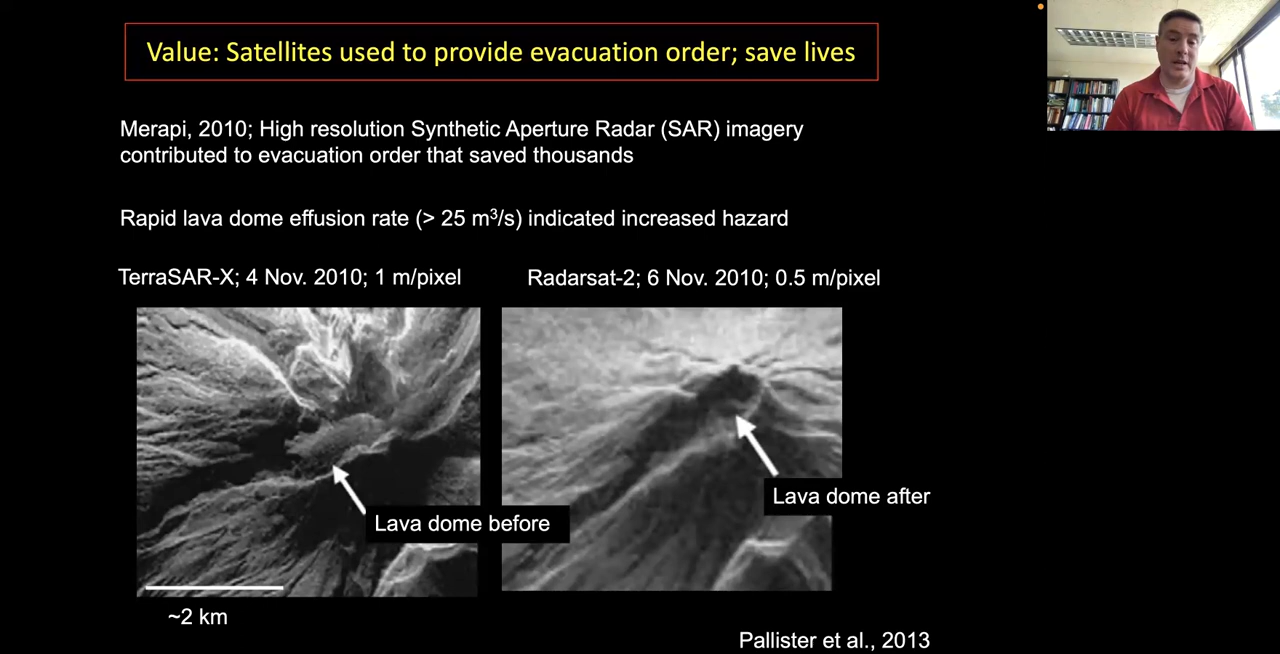 Value: Satellites used to provide evacuation order; save lives
Merapi, 2010; High resolution Synthetic Aperture Radar (SAR) imagery
contributed to evacuation order that saved thousands
Rapid lava dome effusion rate (> 25 m³/s) indicated increased hazard
TerraSAR-X; 4 Nov. 2010; 1 m/pixel
Radarsat-2; 6 Nov. 2010; 0.5 m/pixel
Lava dome after
Lava dome before
~2 km
Pallister et al., 2013